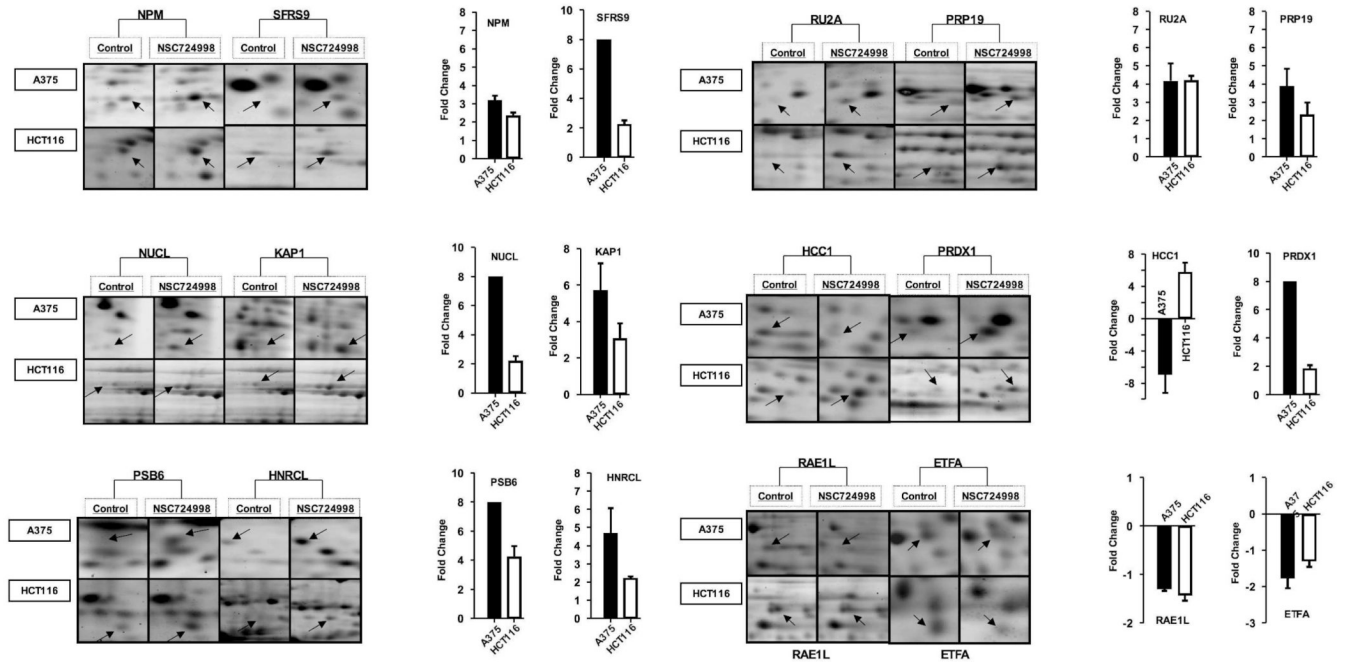 NPM SFRS9
Control NSC724998 Control NSC724998
A375
HCT116
NPM
Fold Change
8
7
6
5
4
3
2
1
0
A375 HCT116
SFRS9
Fold Change
10
8
6
4
2
0
A375 HCT116
RU2A PRP19
Control NSC724998 Control NSC724998
A375
HCT116
RU2A
Fold Change
8
7
6
5
4
3
2
1
0
A375 HCT116
PRP19
Fold Change
8
7
6
5
4
3
2
1
0
A375 HCT116
NUCL KAP1
Control NSC724998 Control NSC724998
A375
HCT116
NUCL
Fold Change
10
8
6
4
2
0
A375 HCT116
KAP1
Fold Change
8
6
4
2
0
A375 HCT116
HCC1 PRDX1
Control NSC724998 Control NSC724998
A375
HCT116
HCC1
Fold Change
8
6
4
2
0
-2
-4
-6
-8
A375 HCT116
PRDX1
Fold Change
10
8
6
4
2
0
A375 HCT116
PSB6 HNRCL
Control NSC724998 Control NSC724998
A375
HCT116
PSB6
Fold Change
10
8
6
4
2
0
A375 HCT116
HNRCL
Fold Change
8
7
6
5
4
3
2
1
0
A375 HCT116
RAE1L ETFA
Control NSC724998 Control NSC724998
A375
HCT116
RAE1L ETFA
A375 HCT116
Fold Change
1
0
-1
-2
RAE1L
A37
5 HCT116
Fold Change
1
0
-1
-2
-3
ETFA